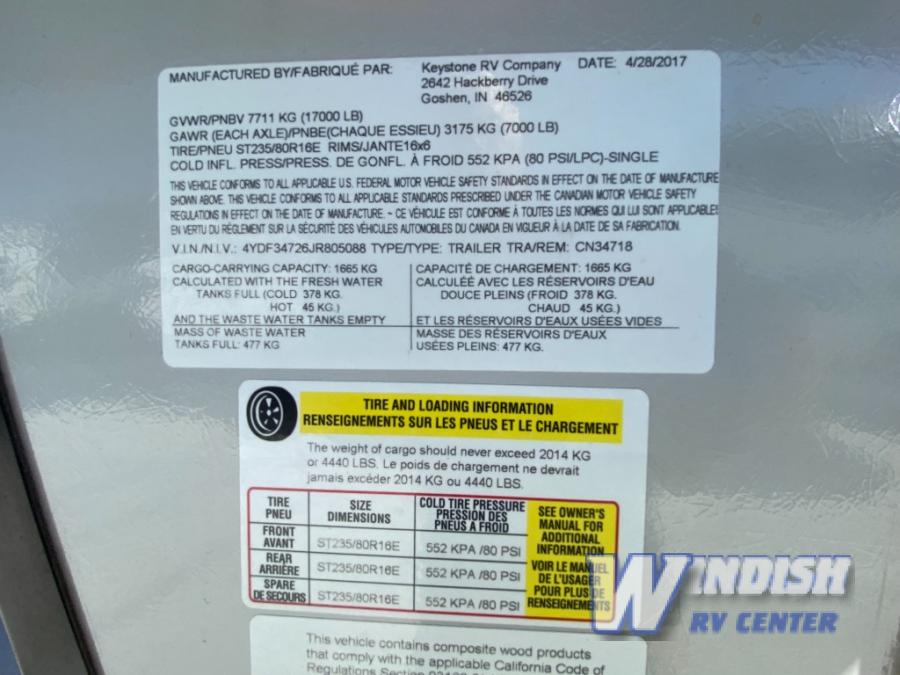 MANUFACTURED BY/FABRIQUÉ PAR: Keystone RV Company DATE: 4/28/2017
2642 Hackberry Drive
Goshen, IN 46526
GVWR/PNBV 7711 KG (17000 LB)
GAWR (EACH AXLE)/PNBE(CHAQUE ESSIEU) 3175 KG (7000 LB)
TIRE/PNEU ST235/80R16E RIMS/JANTE16x6
COLD INFL. PRESS/PRESS. DE GONFL. À FROID 552 KPA (80 PSI/LPC)-SINGLE
THIS VEHICLE CONFORMS TO ALL APPLICABLE U.S. FEDERAL MOTOR VEHICLE SAFETY STANDARDS IN EFFECT ON THE DATE OF MANUFACTURE
SHOWN ABOVE. THIS VEHICLE CONFORMS TO ALL APPLICABLE STANDARDS PRESCRIBED UNDER THE CANADIAN MOTOR VEHICLE SAFETY
REGULATIONS IN EFFECT ON THE DATE OF MANUFACTURE. ~ CE VÉHICULE EST CONFORME À TOUTES LES NORMES QUI LUI SONT APPLICABLES
EN VERTU DU RÉGLEMENT SUR LA SÉCURITÉ DES VÉHICULES AUTOMOBILES DU CANADA EN VIGUEUR À LA DATE DE SA FABRICATION.
V.I.N./N.I.V.: 4YDF34726JR805088 TYPE/TYPE: TRAILER TRA/REM: CN34718
CARGO-CARRYING CAPACITY: 1665 KG
CALCULATED WITH THE FRESH WATER
TANKS FULL (COLD 378 KG.
HOT 45 KG.)
AND THE WASTE WATER TANKS EMPTY
MASS OF WASTE WATER
TANKS FULL: 477 KG
CAPACITÉ DE CHARGEMENT: 1665 KG
CALCULÉE AVEC LES RÉSERVOIRS D'EAU
DOUCE PLEINS (FROID 378 KG.
CHAUD 45 KG.)
ET LES RÉSERVOIRS D'EAUX USÉES VIDES
MASSE DES RÉSERVOIRS D'EAUX
USÉES PLEINS: 477 KG.
TIRE AND LOADING INFORMATION
RENSEIGNEMENTS SUR LES PNEUS ET LE CHARGEMENT
The weight of cargo should never exceed 2014 KG
or 4440 LBS. Le poids de chargement ne devrait
jamais excéder 2014 KG ou 4440 LBS.
TIRE
PNEU
SIZE
DIMENSIONS
COLD TIRE PRESSURE
PRESSION DES
PNEUS A FROID
FRONT
AVANT
ST235/80R16E
552 KPA /80 PSI
REAR
ARRIÈRE
ST235/80R16E
552 KPA /80 PSI
SPARE
DE SECOURS
ST235/80R16E
552 KPA /80 PSI
SEE OWNER'S
MANUAL FOR
ADDITIONAL
INFORMATION
VOIR LE MANUEL
DE L'USAGER
POUR PLUS DE
RENSEIGNEMENTS
WINDISH
RV CENTER
This vehicle contains composite wood products
that comply with the applicable California Code of
Regulations Section